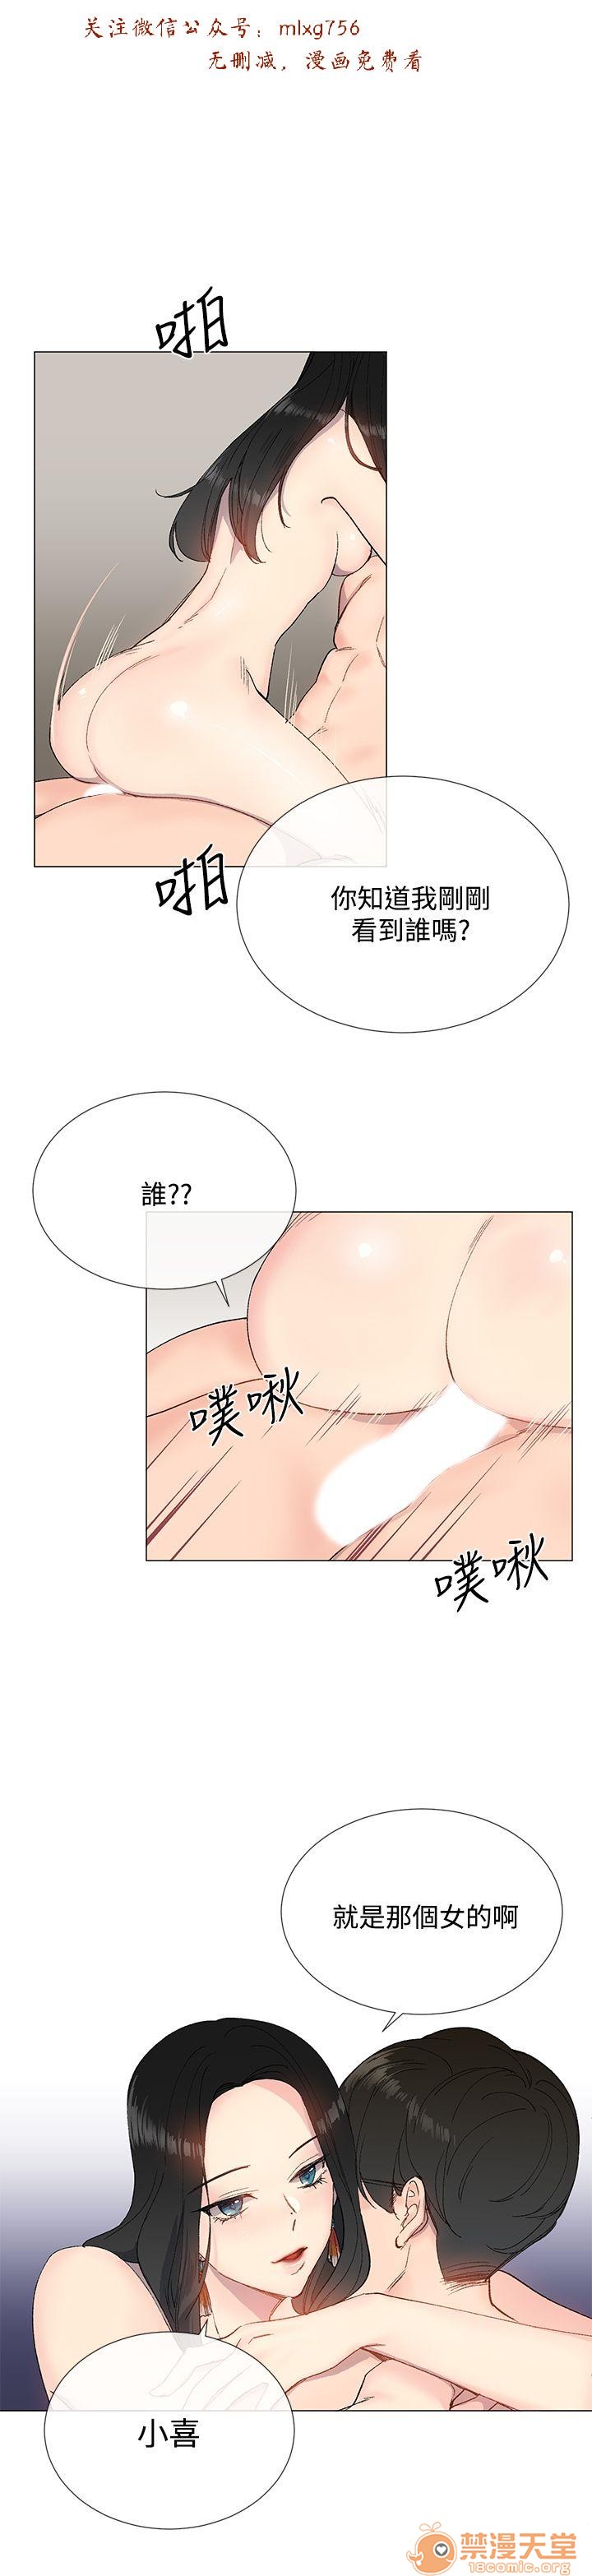 关注微信公众号：mlxg756
无删减，漫画免费看
啪
啪
你知道我剛剛
看到誰嗎?
誰??
噗啾
噗啾
就是那個女的啊
小喜
禁漫天堂
18comic.org